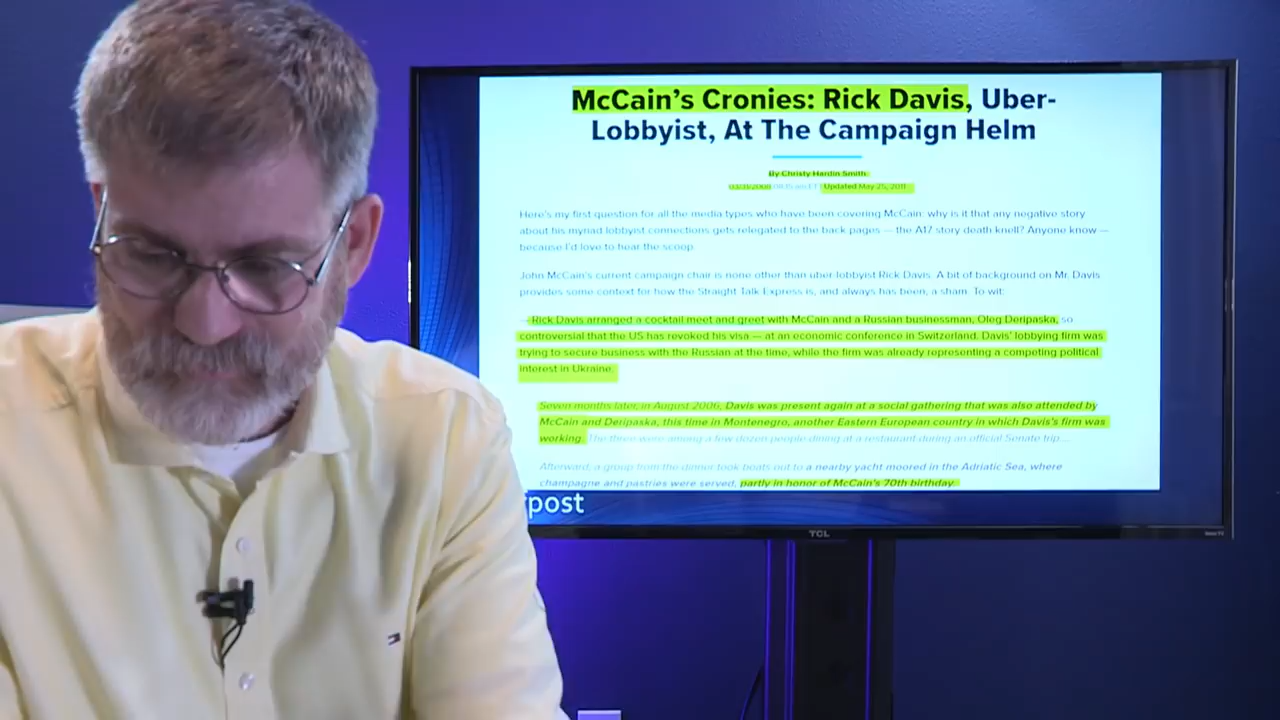 McCain's Cronies: Rick Davis, Uber-
Lobbyist, At The Campaign Helm
By Christy Hardin Smith
03/31/2008 Updated May 25, 2011
Here's my first question for all the media types who have been covering McCain: why is it that any negative story
about his myriad lobbyist connections gets relegated to the back pages — the A17 story death knell? Anyone know —
because I'd love to hear the scoop.
John McCain's current campaign chair is none other than uber-lobbyist Rick Davis. A bit of background on Mr. Davis
provides some context for how the Straight Talk Express is, and always has been, a sham. To wit:
— Rick Davis arranged a cocktail meet and greet with McCain and a Russian businessman, Oleg Deripaska, so
controversial that the US has revoked his visa — at an economic conference in Switzerland. Davis' lobbying firm was
trying to secure business with the Russian at the time, while the firm was already representing a competing political
interest in Ukraine.
Seven months later, in August 2006, Davis was present again at a social gathering that was also attended by
McCain and Deripaska, this time in Montenegro, another Eastern European country in which Davis's firm was
working. The three were among a few dozen people dining at a restaurant during an official Senate trip....
Afterward, a group from the dinner took boats out to a nearby yacht moored in the Adriatic Sea, where
champagne and pastries were served, partly in honor of McCain's 70th birthday.
post
TCL